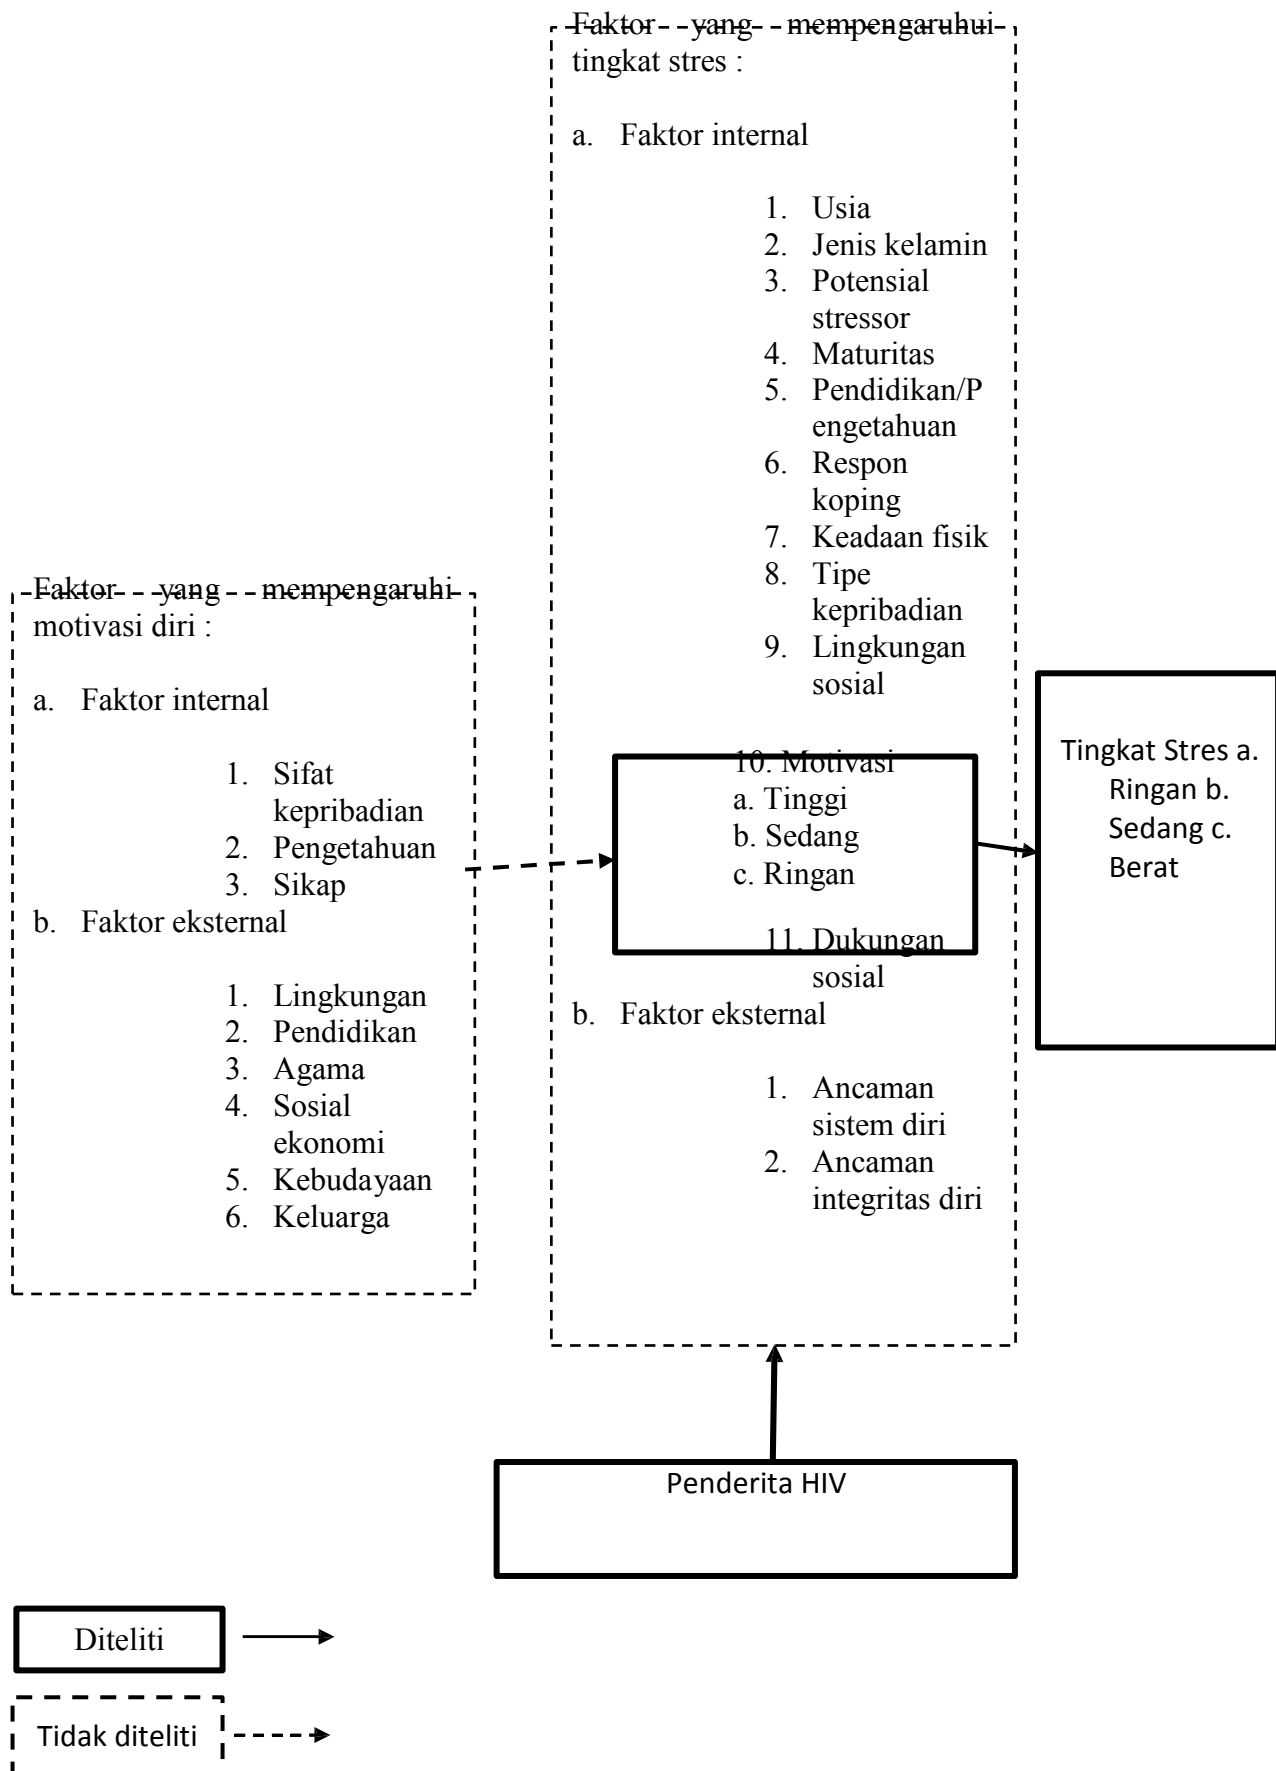 Faktor yang mempengaruhui
tingkat stres :
a. Faktor internal
1. Usia
2. Jenis kelamin
3. Potensial
stressor
4. Maturitas
5. Pendidikan/P
engetahuan
6. Respon
koping
7. Keadaan fisik
8. Tipe
kepribadian
9. Lingkungan
sosial
10. Motivasi
a. Tinggi
b. Sedang
c. Ringan
11. Dukungan
sosial
b. Faktor eksternal
1. Ancaman
sistem diri
2. Ancaman
integritas diri
Faktor yang mempengaruhi
motivasi diri :
a. Faktor internal
1. Sifat
kepribadian
2. Pengetahuan
3. Sikap
b. Faktor eksternal
1. Lingkungan
2. Pendidikan
3. Agama
4. Sosial
ekonomi
5. Kebudayaan
6. Keluarga
Tingkat Stres a.
Ringan b.
Sedang c.
Berat
Penderita HIV
Diteliti
Tidak diteliti